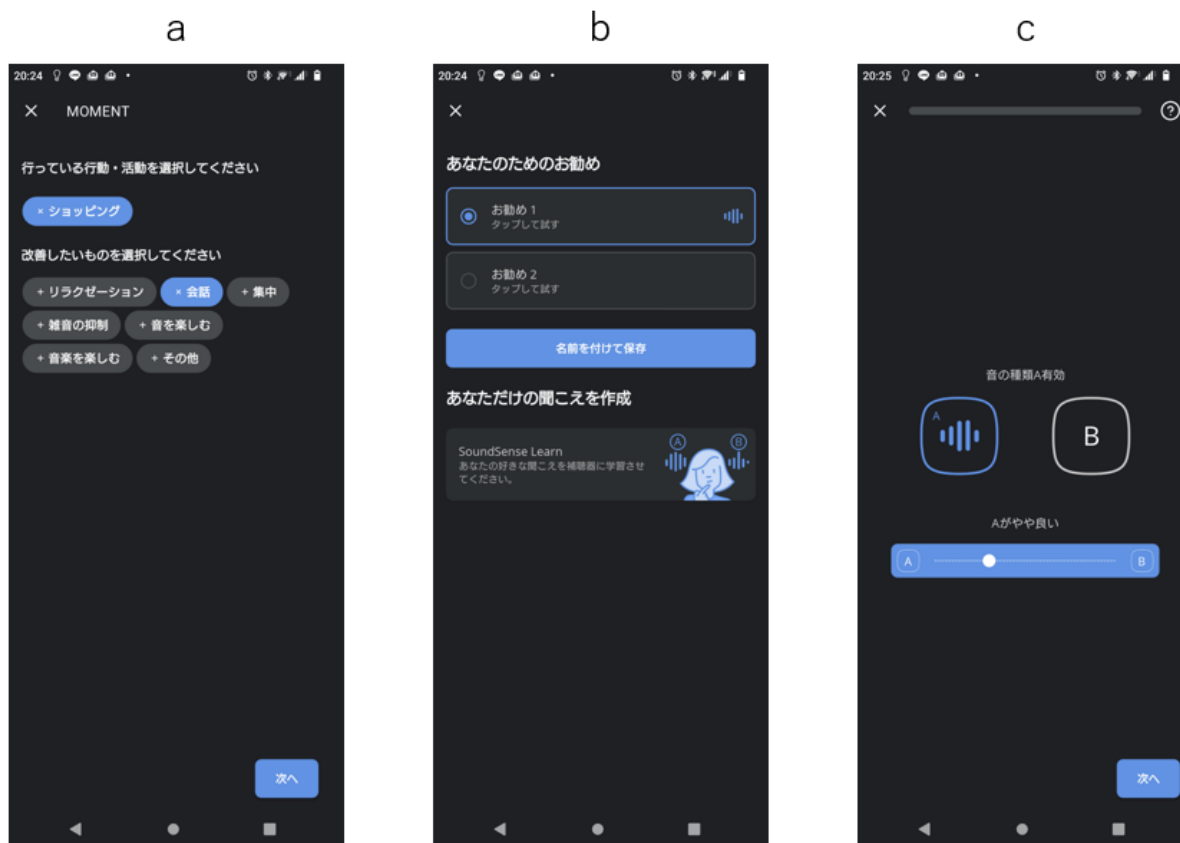 a
20:24
MOMENT
行っている行動・活動を選択してください
× ショッピング
改善したいものを選択してください
+ リラクゼーション × 会話 + 集中
+ 雑音の抑制 + 音を楽しむ
+ 音楽を楽しむ + その他
次へ
b
20:24
あなたのためのお勧め
お勧め 1
タップして試す
お勧め 2
タップして試す
名前を付けて保存
あなただけの聞こえを作成
SoundSense Learn
あなたの好きな聞こえを補聴器に学習させ
てください。
A B
c
20:25
?
音の種類A有効
A B
Aがやや良い
A B
次へ